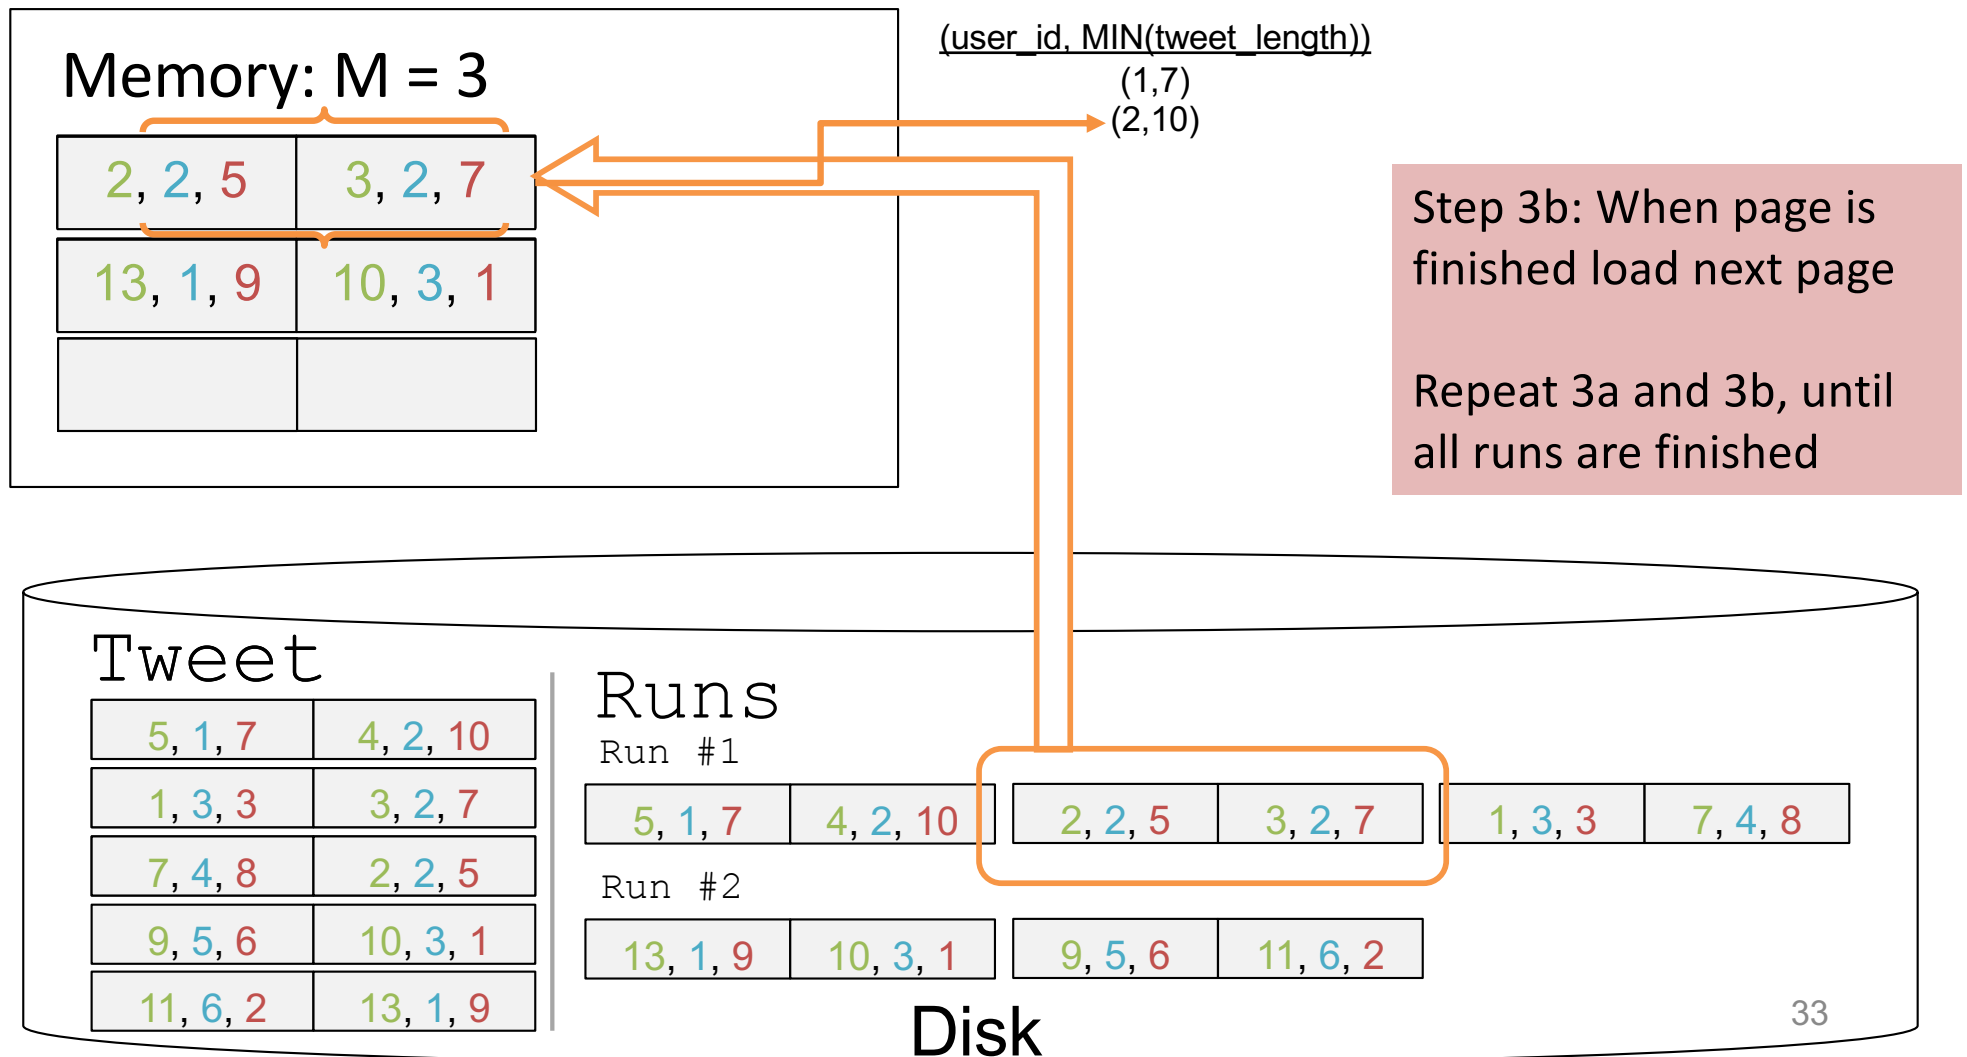 Memory: M = 3
2, 2, 5 3, 2, 7
13, 1, 9 10, 3, 1
(user_id, MIN(tweet_length))
(1,7)
(2,10)
Step 3b: When page is
finished load next page
Repeat 3a and 3b, until
all runs are finished
Tweet
5, 1, 7 4, 2, 10
1, 3, 3 3, 2, 7
7, 4, 8 2, 2, 5
9, 5, 6 10, 3, 1
11, 6, 2 13, 1, 9
Runs
Run #1
5, 1, 7 4, 2, 10 2, 2, 5 3, 2, 7 1, 3, 3 7, 4, 8
Run #2
13, 1, 9 10, 3, 1 9, 5, 6 11, 6, 2
Disk
33